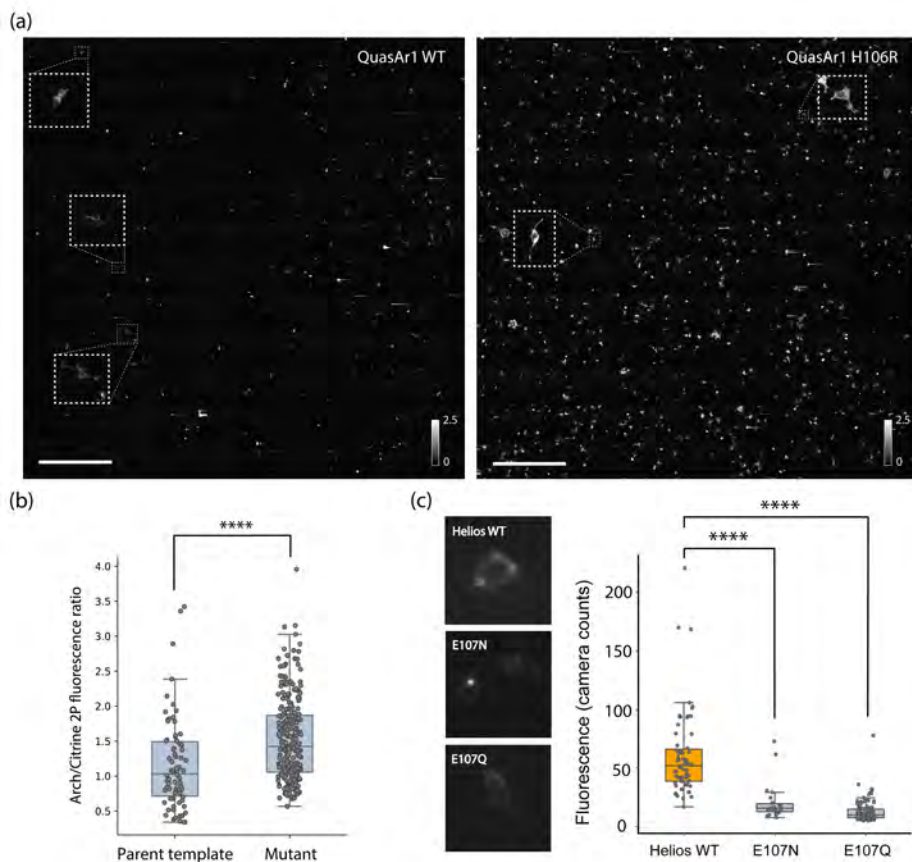 (a)
QuasAr1 WT
QuasAr1 H106R
2.5
0
2.5
0
(b)
****
Arch/Citrine 2P fluorescence ratio
4.0
3.5
3.0
2.5
2.0
1.5
1.0
0.5
Parent template
Mutant
(c)
Helios WT
E107N
E107Q
****
****
Fluorescence (camera counts)
200
150
100
50
0
Helios WT
E107N
E107Q